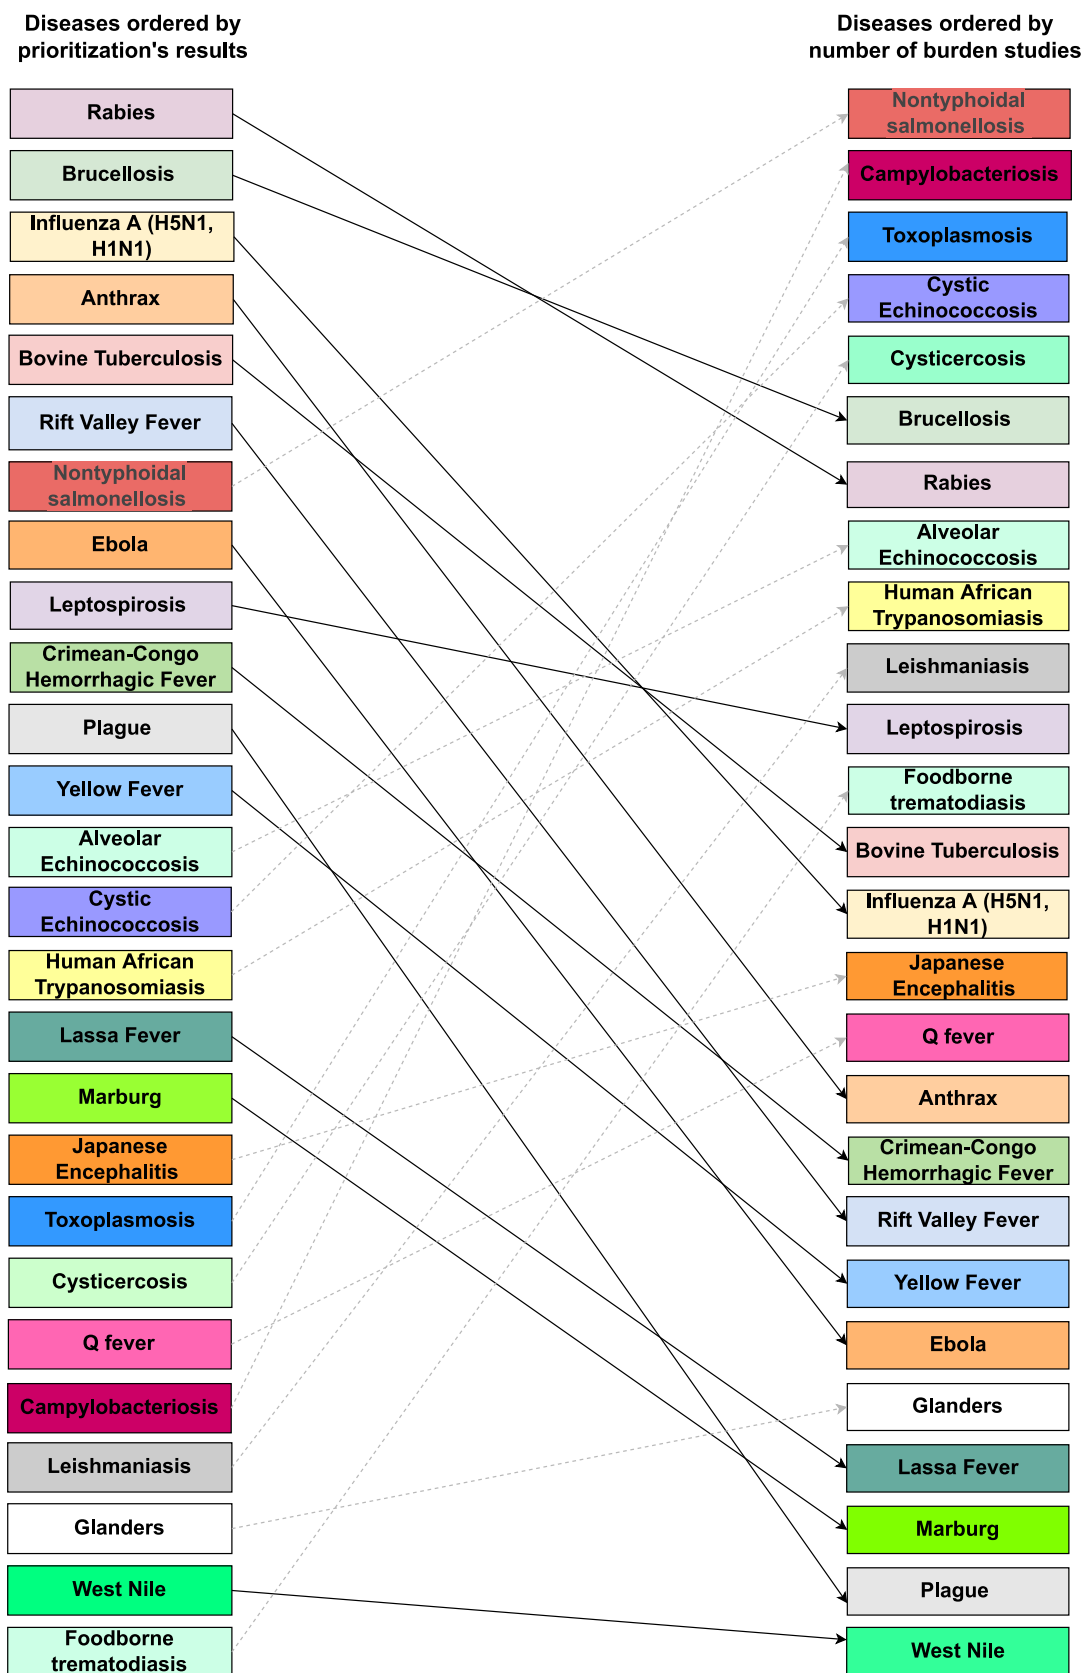 Diseases ordered by
prioritization's results
Rabies
Brucellosis
Influenza A (H5N1,
H1N1)
Anthrax
Bovine Tuberculosis
Rift Valley Fever
Nontyphoidal
salmonellosis
Ebola
Leptospirosis
Crimean-Congo
Hemorrhagic Fever
Plague
Yellow Fever
Alveolar
Echinococcosis
Cystic
Echinococcosis
Human African
Trypanosomiasis
Lassa Fever
Marburg
Japanese
Encephalitis
Toxoplasmosis
Cysticercosis
Q fever
Campylobacteriosis
Leishmaniasis
Glanders
West Nile
Foodborne
trematodiasis
Diseases ordered by
number of burden studies
Nontyphoidal
salmonellosis
Campylobacteriosis
Toxoplasmosis
Cystic
Echinococcosis
Cysticercosis
Brucellosis
Rabies
Alveolar
Echinococcosis
Human African
Trypanosomiasis
Leishmaniasis
Leptospirosis
Foodborne
trematodiasis
Bovine Tuberculosis
Influenza A (H5N1,
H1N1)
Japanese
Encephalitis
Q fever
Anthrax
Crimean-Congo
Hemorrhagic Fever
Rift Valley Fever
Yellow Fever
Ebola
Glanders
Lassa Fever
Marburg
Plague
West Nile